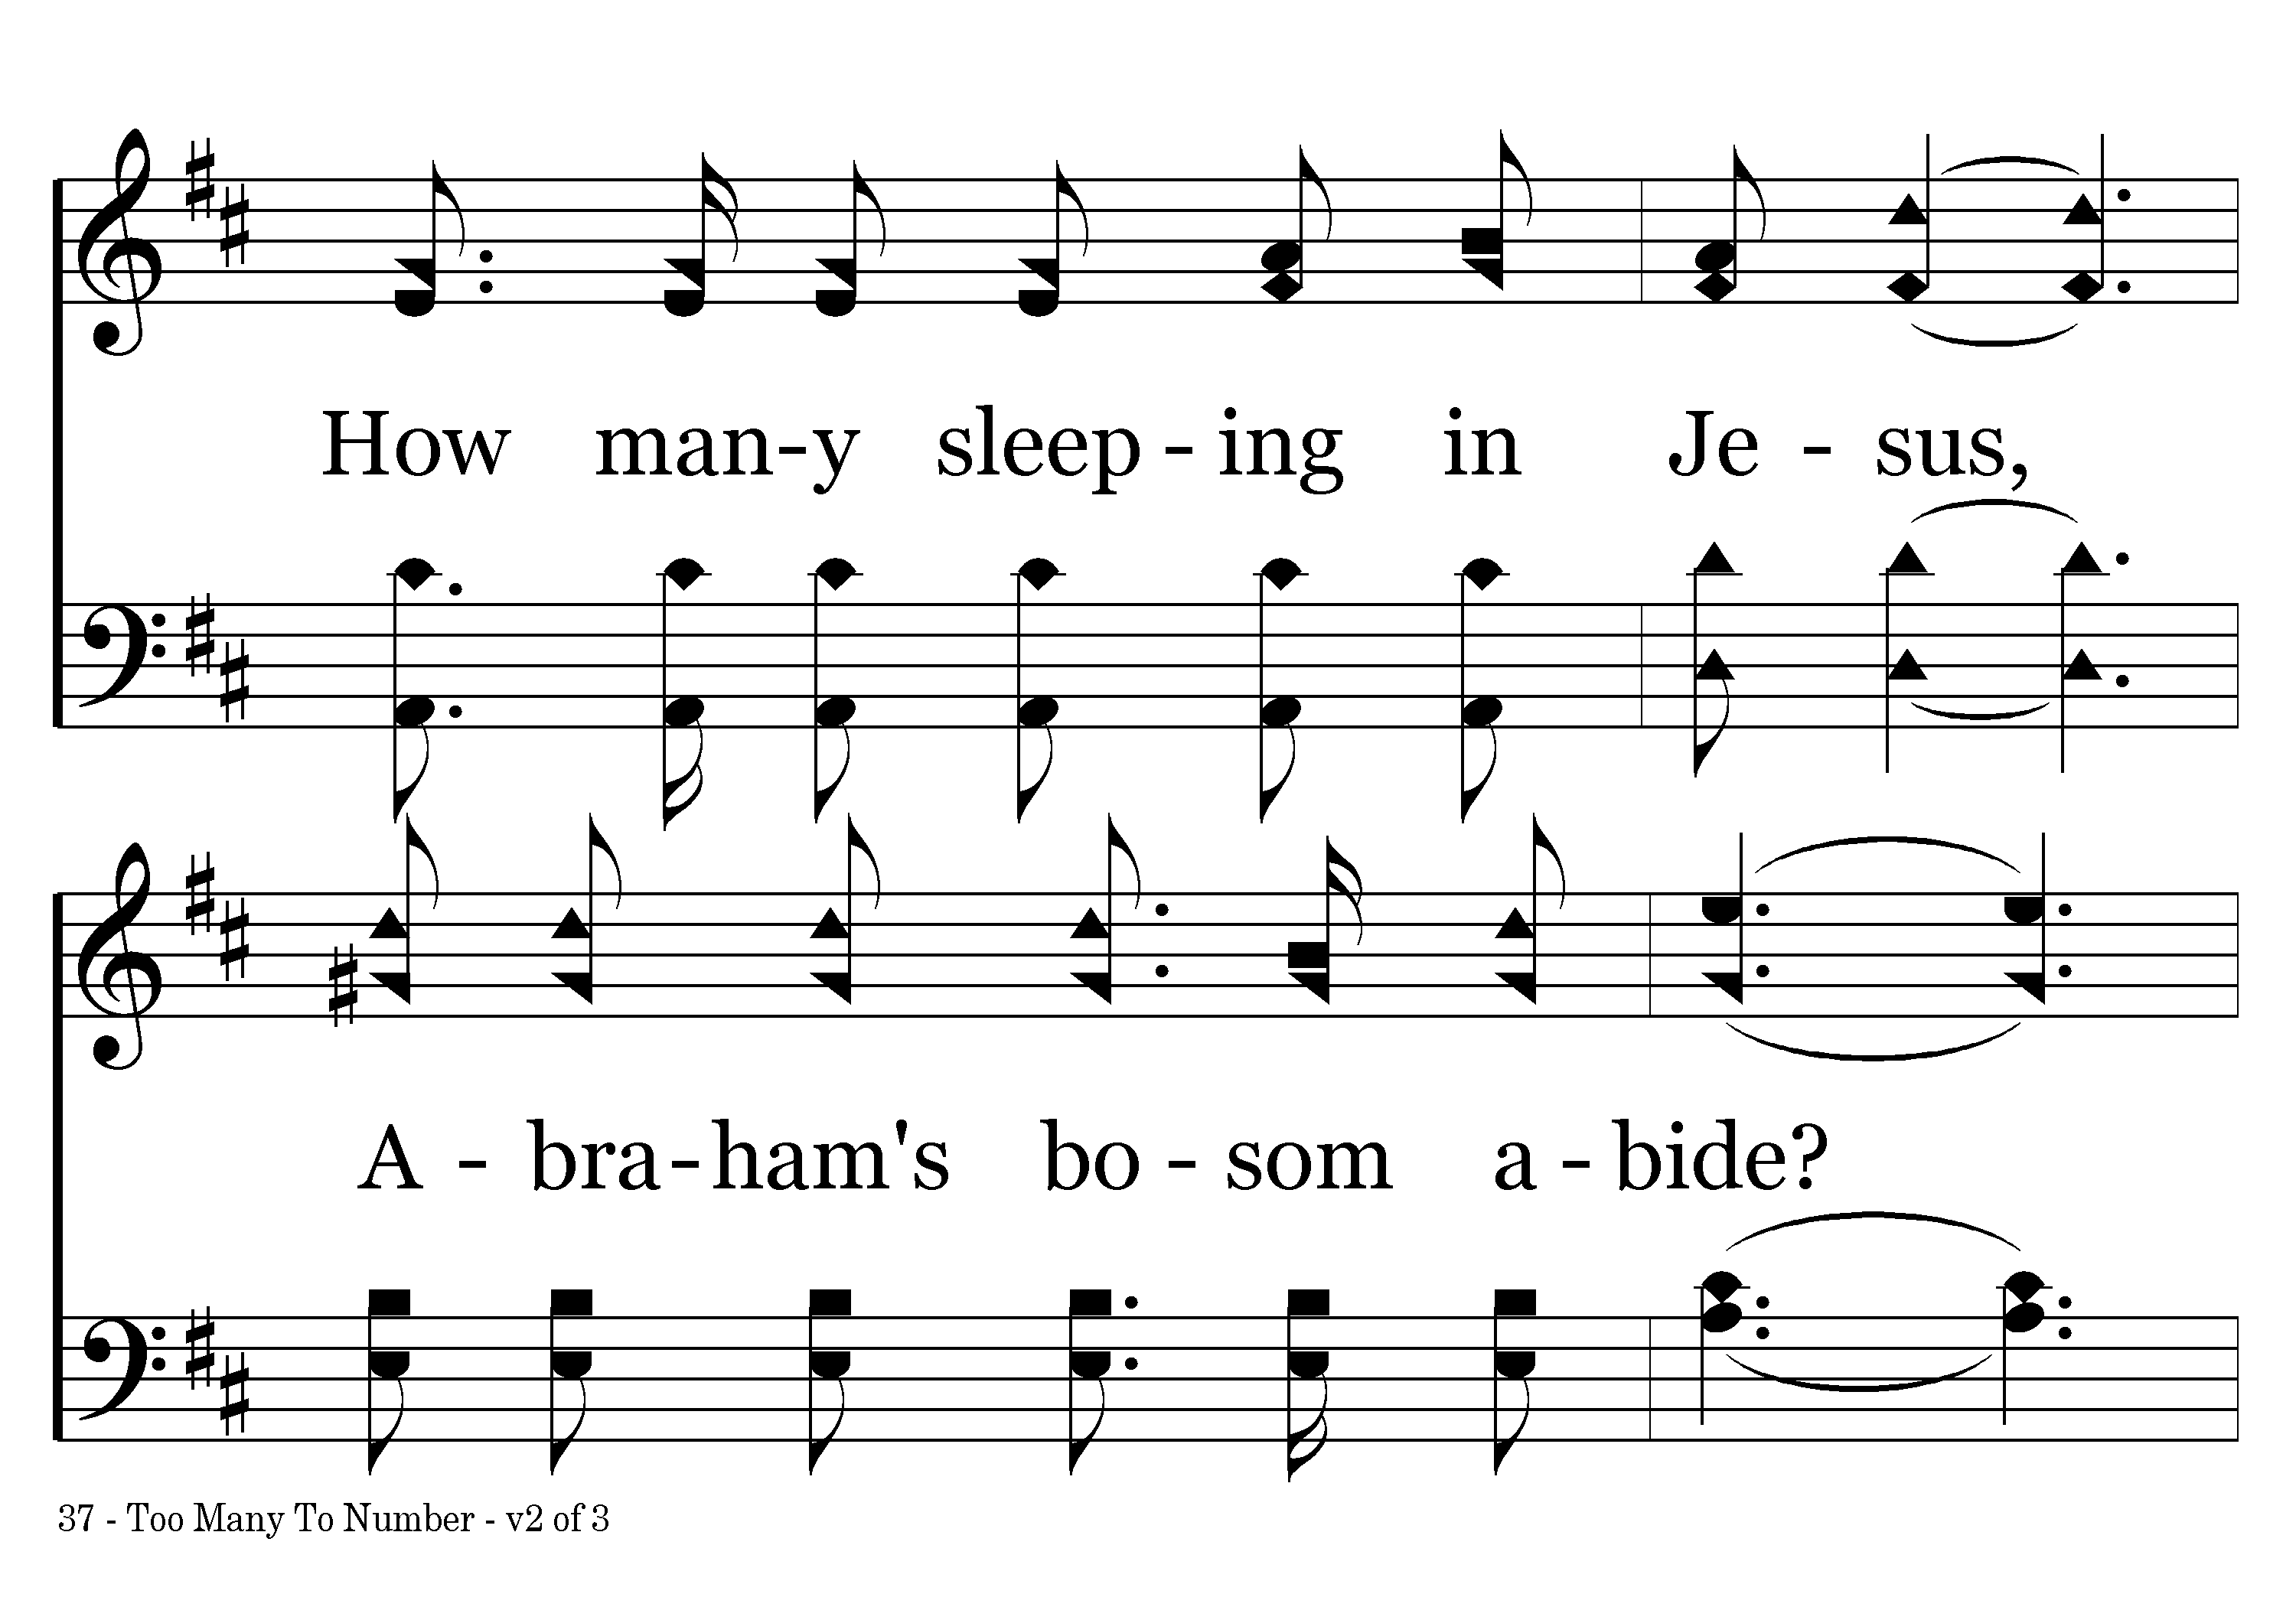 How man-y sleep - ing in Je - sus,
A - bra-ham's bo - som a - bide?
37 - Too Many To Number - v2 of 3